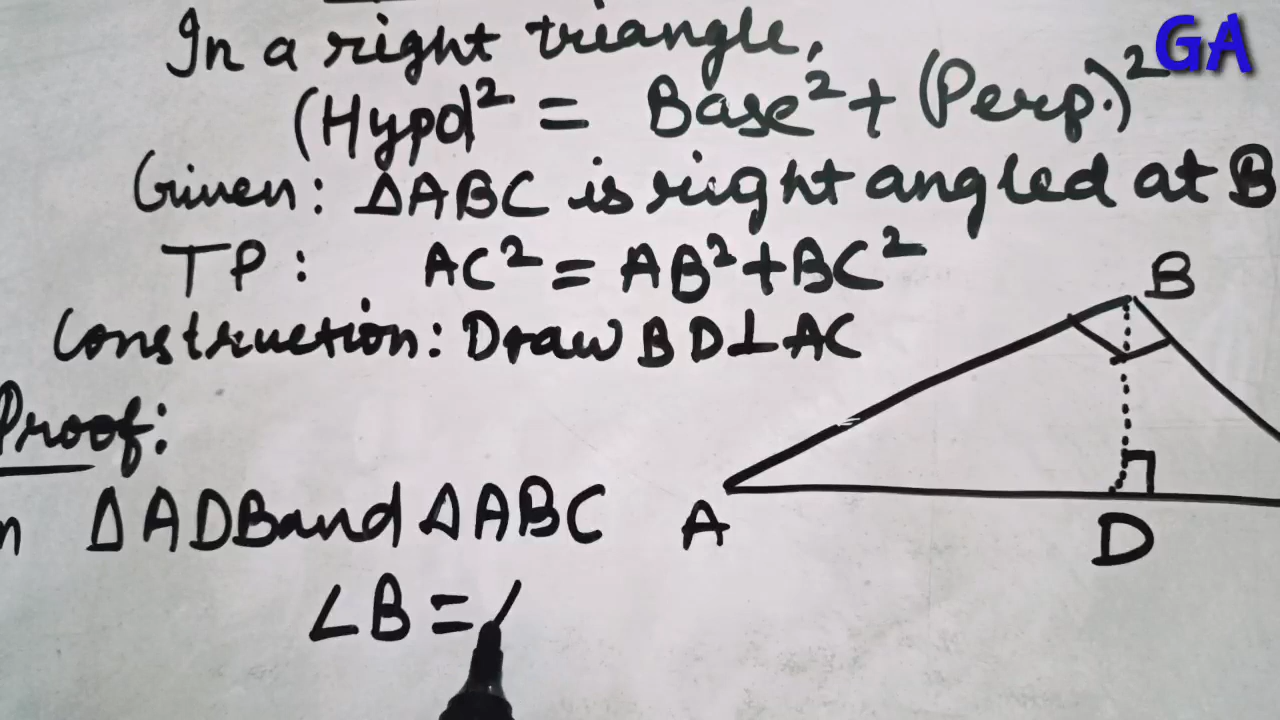 GA
In a right triangle,
(Hypo)² = Base² + (Perp.)²
Given: ΔABC is right angled at B
TP: AC² = AB² + BC²
Construction: Draw BD⊥AC
Proof:
ΔADB and ΔABC
∠B =
B
A
D